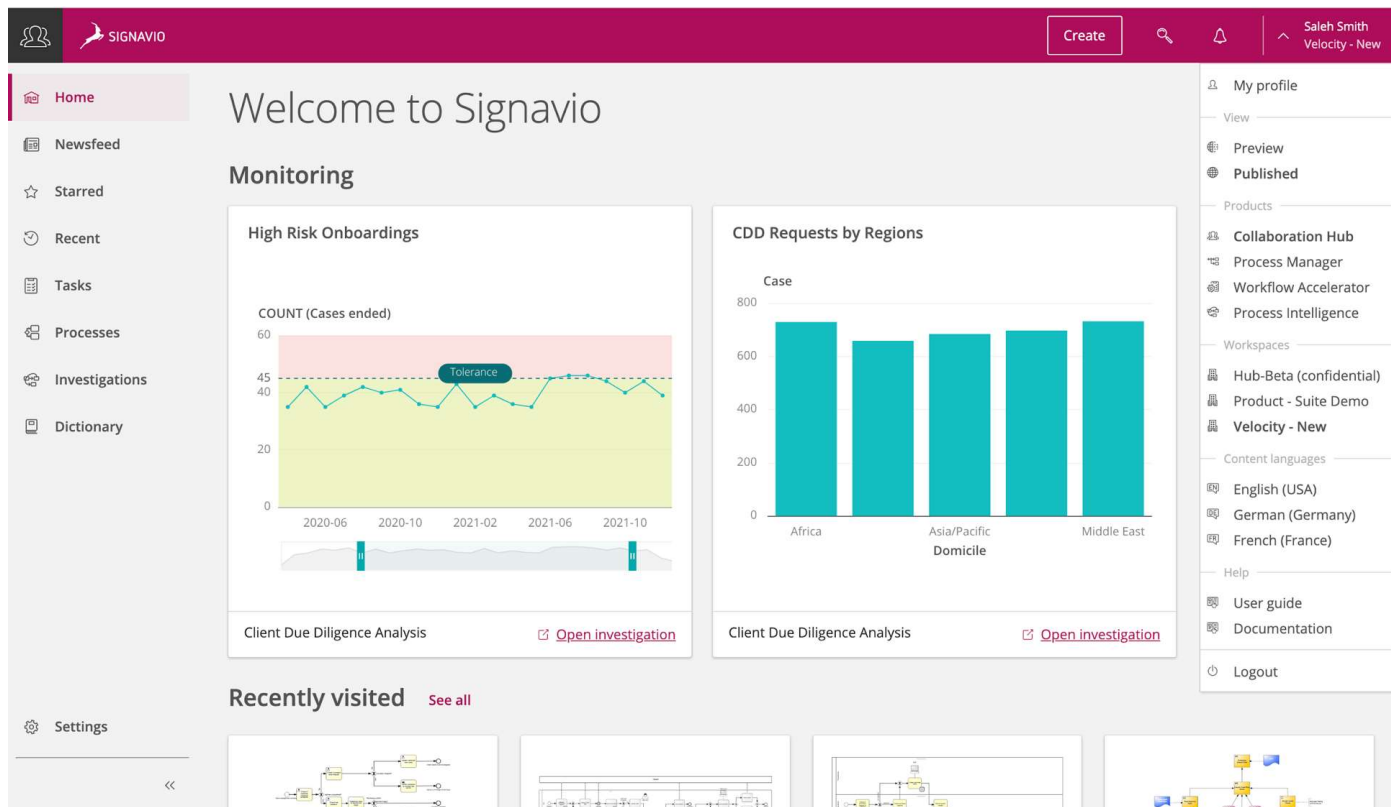 SIGNAVIO
Create
Saleh Smith
Velocity - New
Home
Newsfeed
Starred
Recent
Tasks
Processes
Investigations
Dictionary
Settings
Welcome to Signavio
Monitoring
High Risk Onboardings
COUNT (Cases ended)
60
45
40
20
0
Tolerance
2020-06 2020-10 2021-02 2021-06 2021-10
Client Due Diligence Analysis
Open investigation
CDD Requests by Regions
Case
800
600
400
200
0
Africa Asia/Pacific Middle East
Domicile
Client Due Diligence Analysis
Open investigation
Recently visited See all
My profile
View
Preview
Published
Products
Collaboration Hub
Process Manager
Workflow Accelerator
Process Intelligence
Workspaces
Hub-Beta (confidential)
Product - Suite Demo
Velocity - New
Content languages
EN English (USA)
DE German (Germany)
FR French (France)
Help
User guide
Documentation
Logout